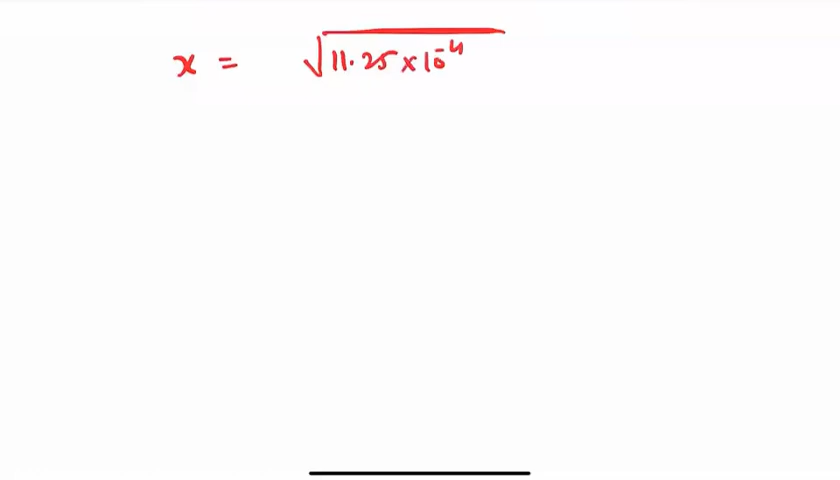 x = √11.25×10⁻⁴